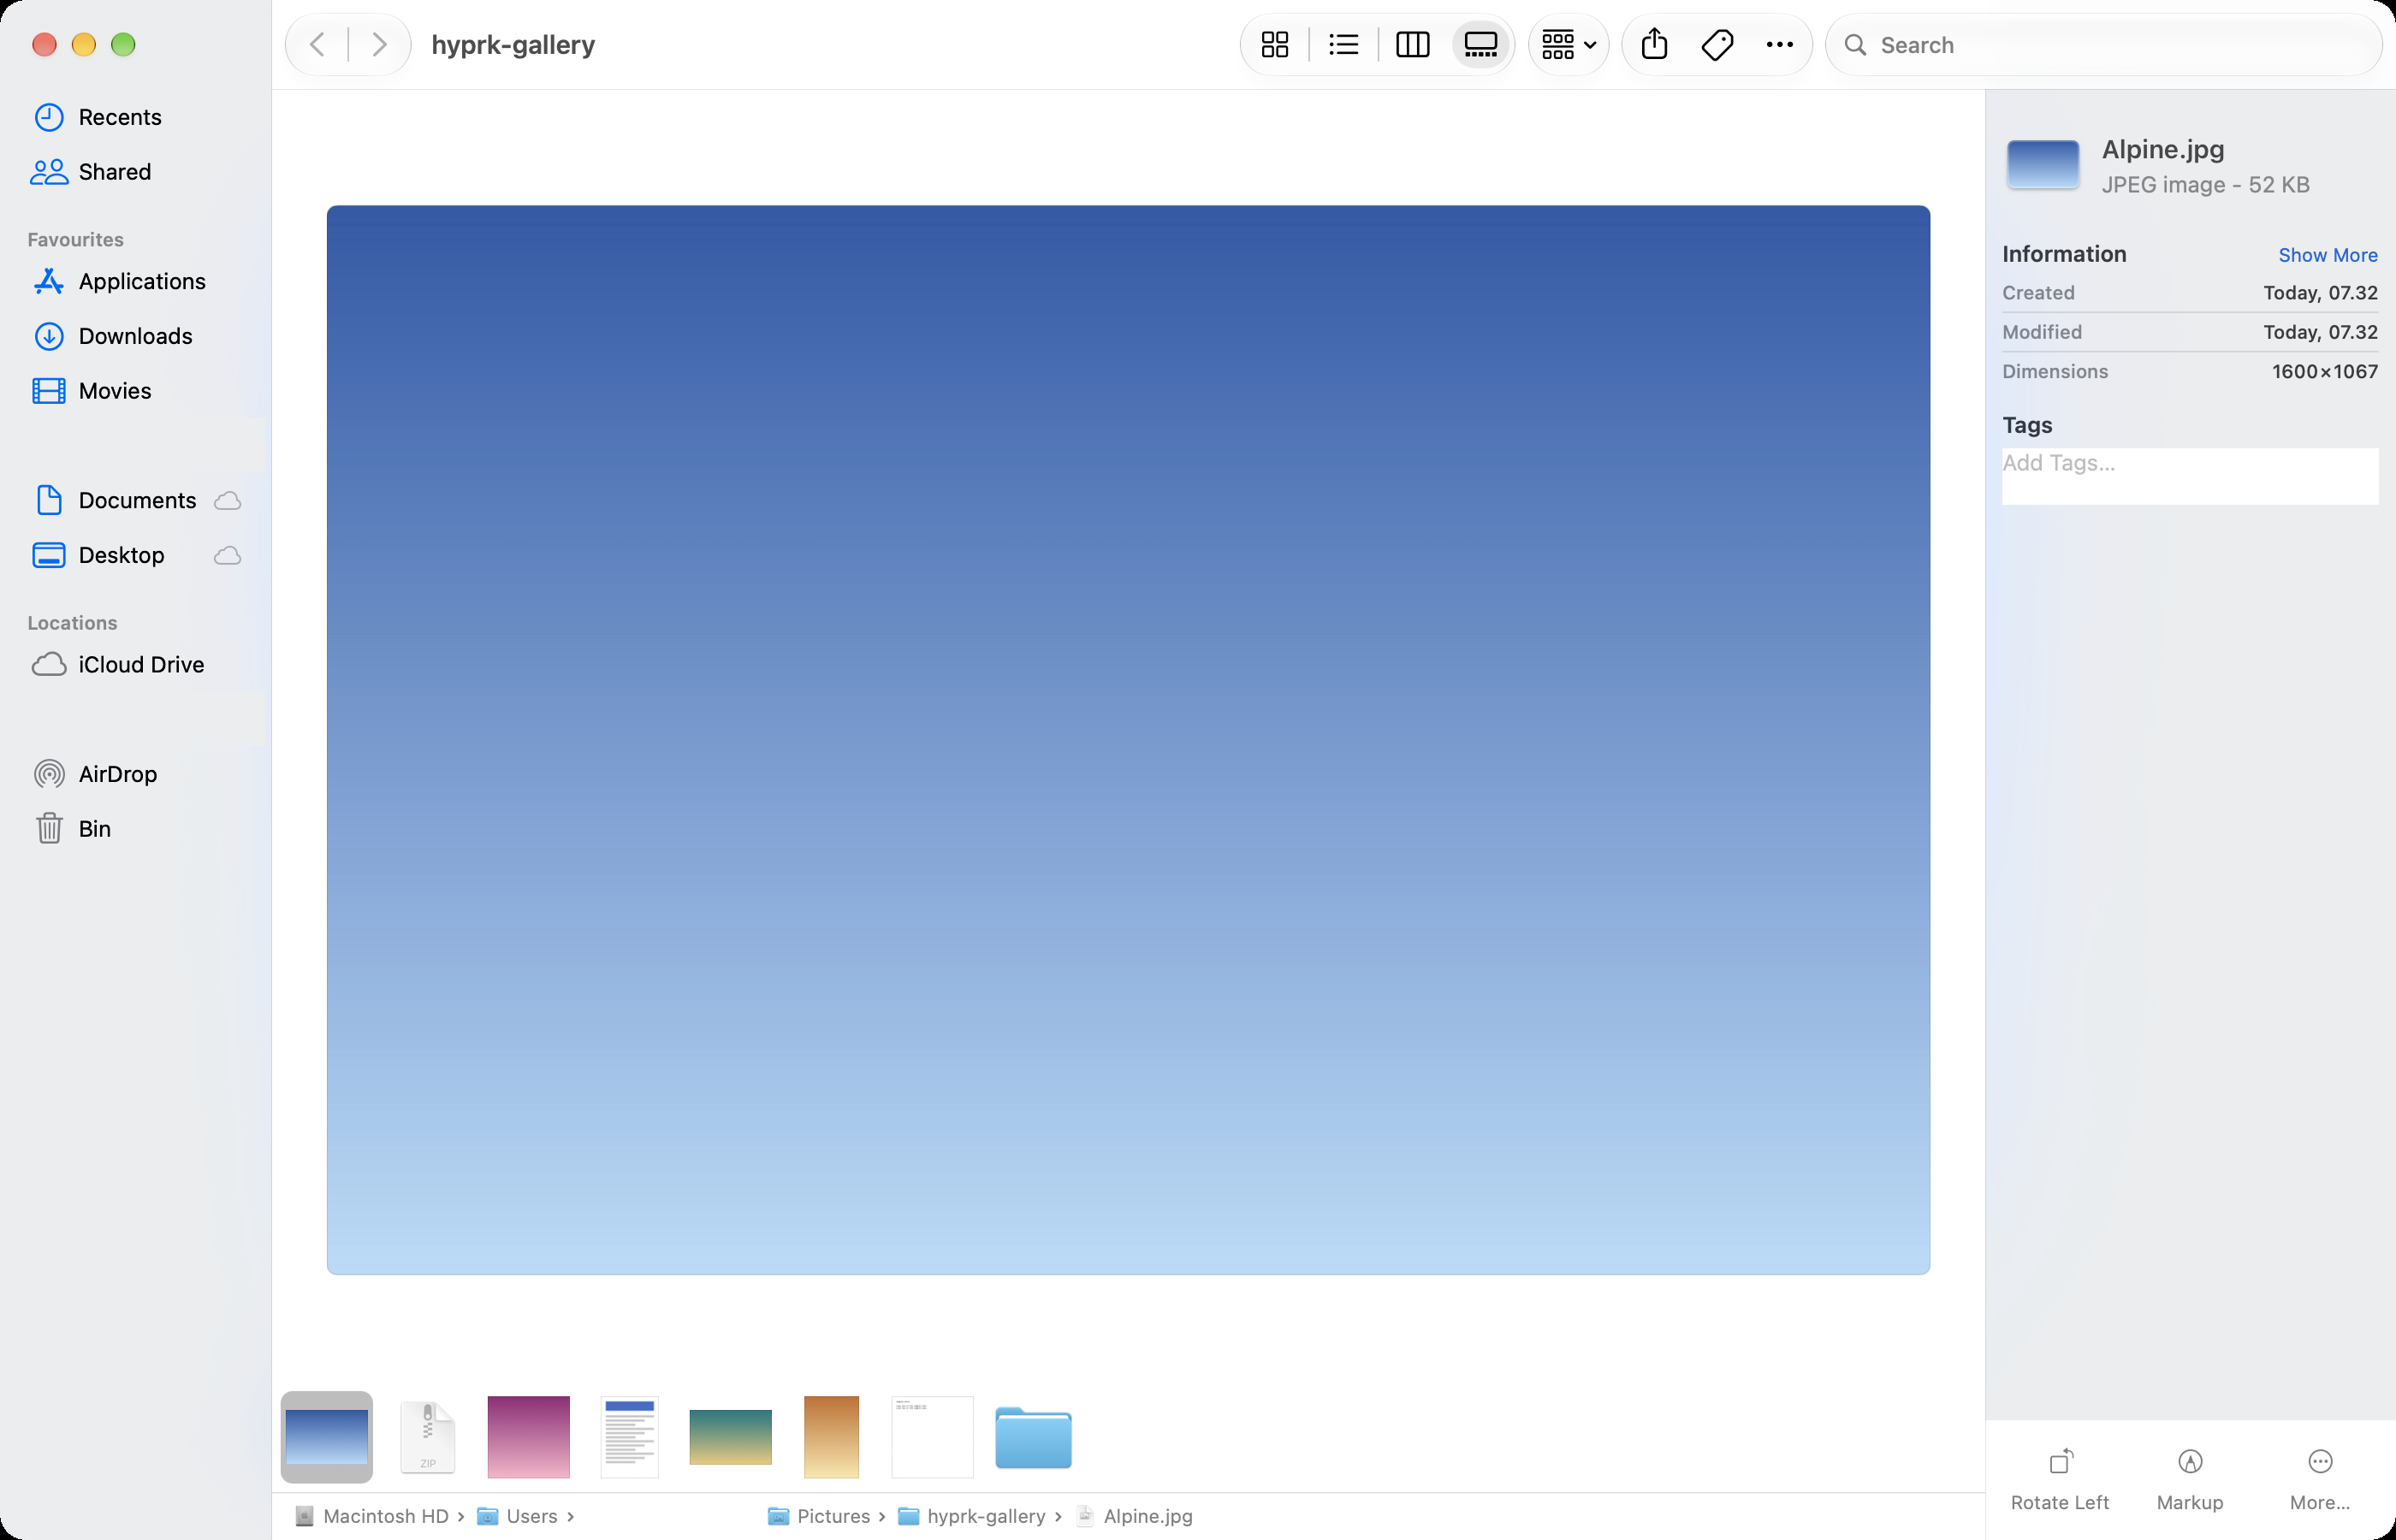 hyprk-gallery
Search
Recents
Shared
Favourites
Applications
Downloads
Movies
Documents
Desktop
Locations
iCloud Drive
AirDrop
Bin
Alpine.jpg
JPEG image - 52 KB
Information Show More
Created Today, 07.32
Modified Today, 07.32
Dimensions 1600×1067
Tags
Add Tags...
ZIP
Rotate Left Markup More...
Macintosh HD › Users › Pictures › hyprk-gallery › Alpine.jpg